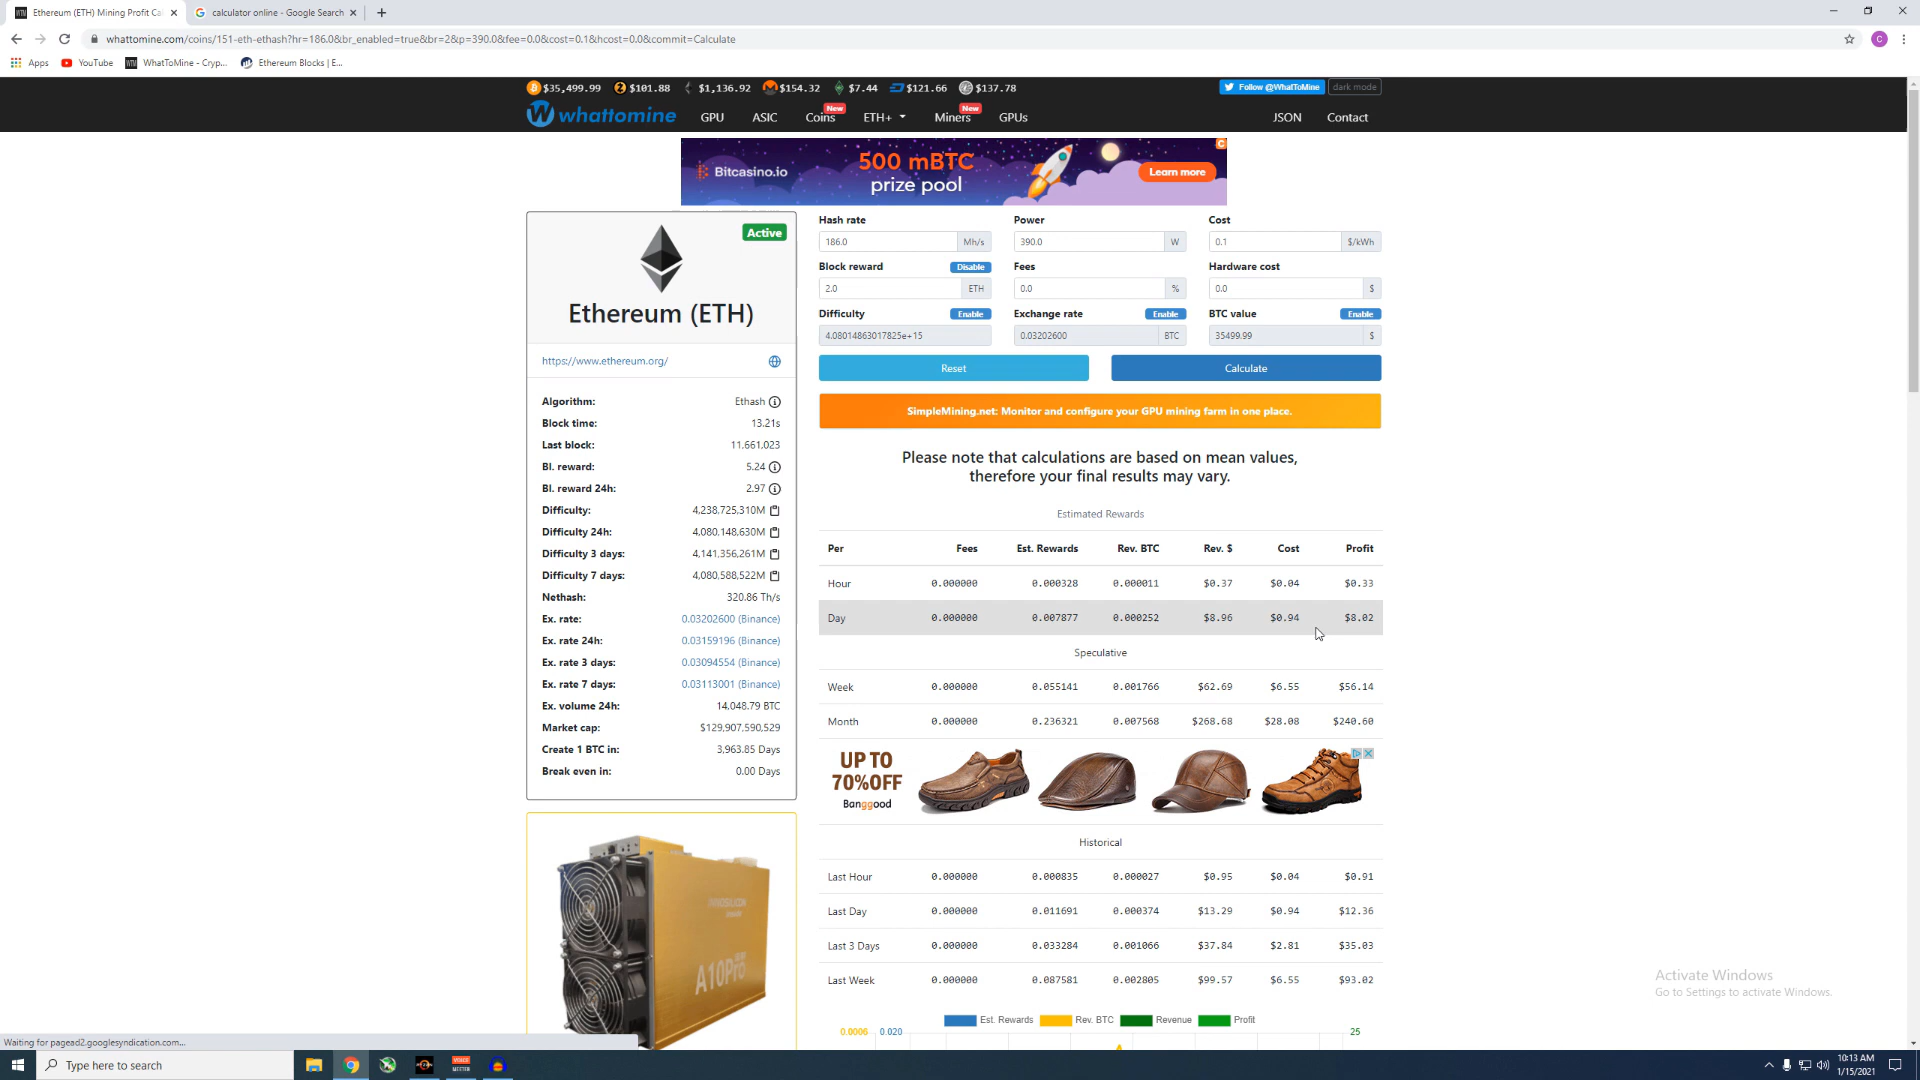 Ethereum (ETH) Mining Profit Ca
calculator online - Google Search
whattomine.com/coins/151-eth-ethash?hr=186.0&br_enabled=true&br=2&p=390.0&fee=0.0&cost=0.1&hcost=0.0&commit=Calculate
Apps YouTube WhatToMine - Cryp... Ethereum Blocks | E...
$35,499.99 $101.88 $1,136.92 $154.32 $7.44 $121.66 $137.78
Follow @WhatToMine dark mode
whattomine GPU ASIC Coins New ETH+ Miners New GPUs JSON Contact
Bitcasino.io 500 mBTC prize pool Learn more
Active
Ethereum (ETH)
https://www.ethereum.org/
Algorithm: Ethash
Block time: 13.21s
Last block: 11,661,023
Bl. reward: 5.24
Bl. reward 24h: 2.97
Difficulty: 4,238,725,310M
Difficulty 24h: 4,080,148,630M
Difficulty 3 days: 4,141,356,261M
Difficulty 7 days: 4,080,588,522M
Nethash: 320.86 Th/s
Ex. rate: 0.03202600 (Binance)
Ex. rate 24h: 0.03159196 (Binance)
Ex. rate 3 days: 0.03094554 (Binance)
Ex. rate 7 days: 0.03113001 (Binance)
Ex. volume 24h: 14,048.79 BTC
Market cap: $129,907,590,529
Create 1 BTC in: 3,963.85 Days
Break even in: 0.00 Days
A10Pro
Hash rate Power Cost
186.0 Mh/s 390.0 W 0.1 $/kWh
Block reward Disable Fees Hardware cost
2.0 ETH 0.0 % 0.0 $
Difficulty Enable Exchange rate Enable BTC value Enable
4.08014863017825e+15 0.03202600 BTC 35499.99 $
Reset Calculate
SimpleMining.net: Monitor and configure your GPU mining farm in one place.
Please note that calculations are based on mean values,
therefore your final results may vary.
Estimated Rewards
Per Fees Est. Rewards Rev. BTC Rev. $ Cost Profit
Hour 0.000000 0.000328 0.000011 $0.37 $0.04 $0.33
Day 0.000000 0.007877 0.000252 $8.96 $0.94 $8.02
Speculative
Week 0.000000 0.055141 0.001766 $62.69 $6.55 $56.14
Month 0.000000 0.236321 0.007568 $268.68 $28.08 $240.60
UP TO
70%OFF
Banggood
Historical
Last Hour 0.000000 0.000835 0.000027 $0.95 $0.04 $0.91
Last Day 0.000000 0.011691 0.000374 $13.29 $0.94 $12.36
Last 3 Days 0.000000 0.033284 0.001066 $37.84 $2.81 $35.03
Last Week 0.000000 0.087581 0.002805 $99.57 $6.55 $93.02
Est. Rewards Rev. BTC Revenue Profit
0.0006 0.020 25
Activate Windows
Go to Settings to activate Windows.
Waiting for pagead2.googlesyndication.com...
Type here to search
10:13 AM
1/15/2021